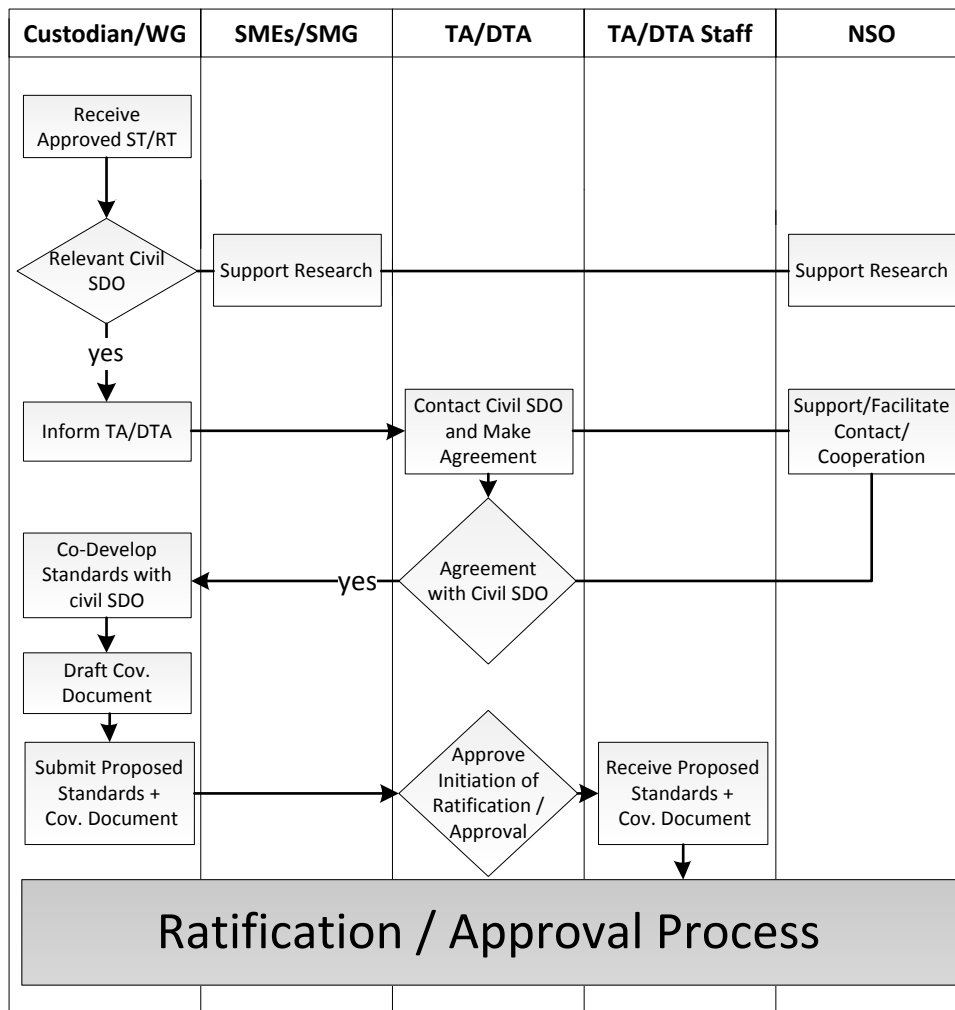 Custodian/WG SMEs/SMG TA/DTA TA/DTA Staff NSO
Receive
Approved ST/RT
Relevant Civil
SDO
Support Research
Support Research
yes
Inform TA/DTA
Contact Civil SDO
and Make
Agreement
Support/Facilitate
Contact/
Cooperation
Co-Develop
Standards with
civil SDO
yes
Agreement
with Civil SDO
Draft Cov.
Document
Submit Proposed
Standards +
Cov. Document
Approve
Initiation of
Ratification /
Approval
Receive Proposed
Standards +
Cov. Document
Ratification / Approval Process